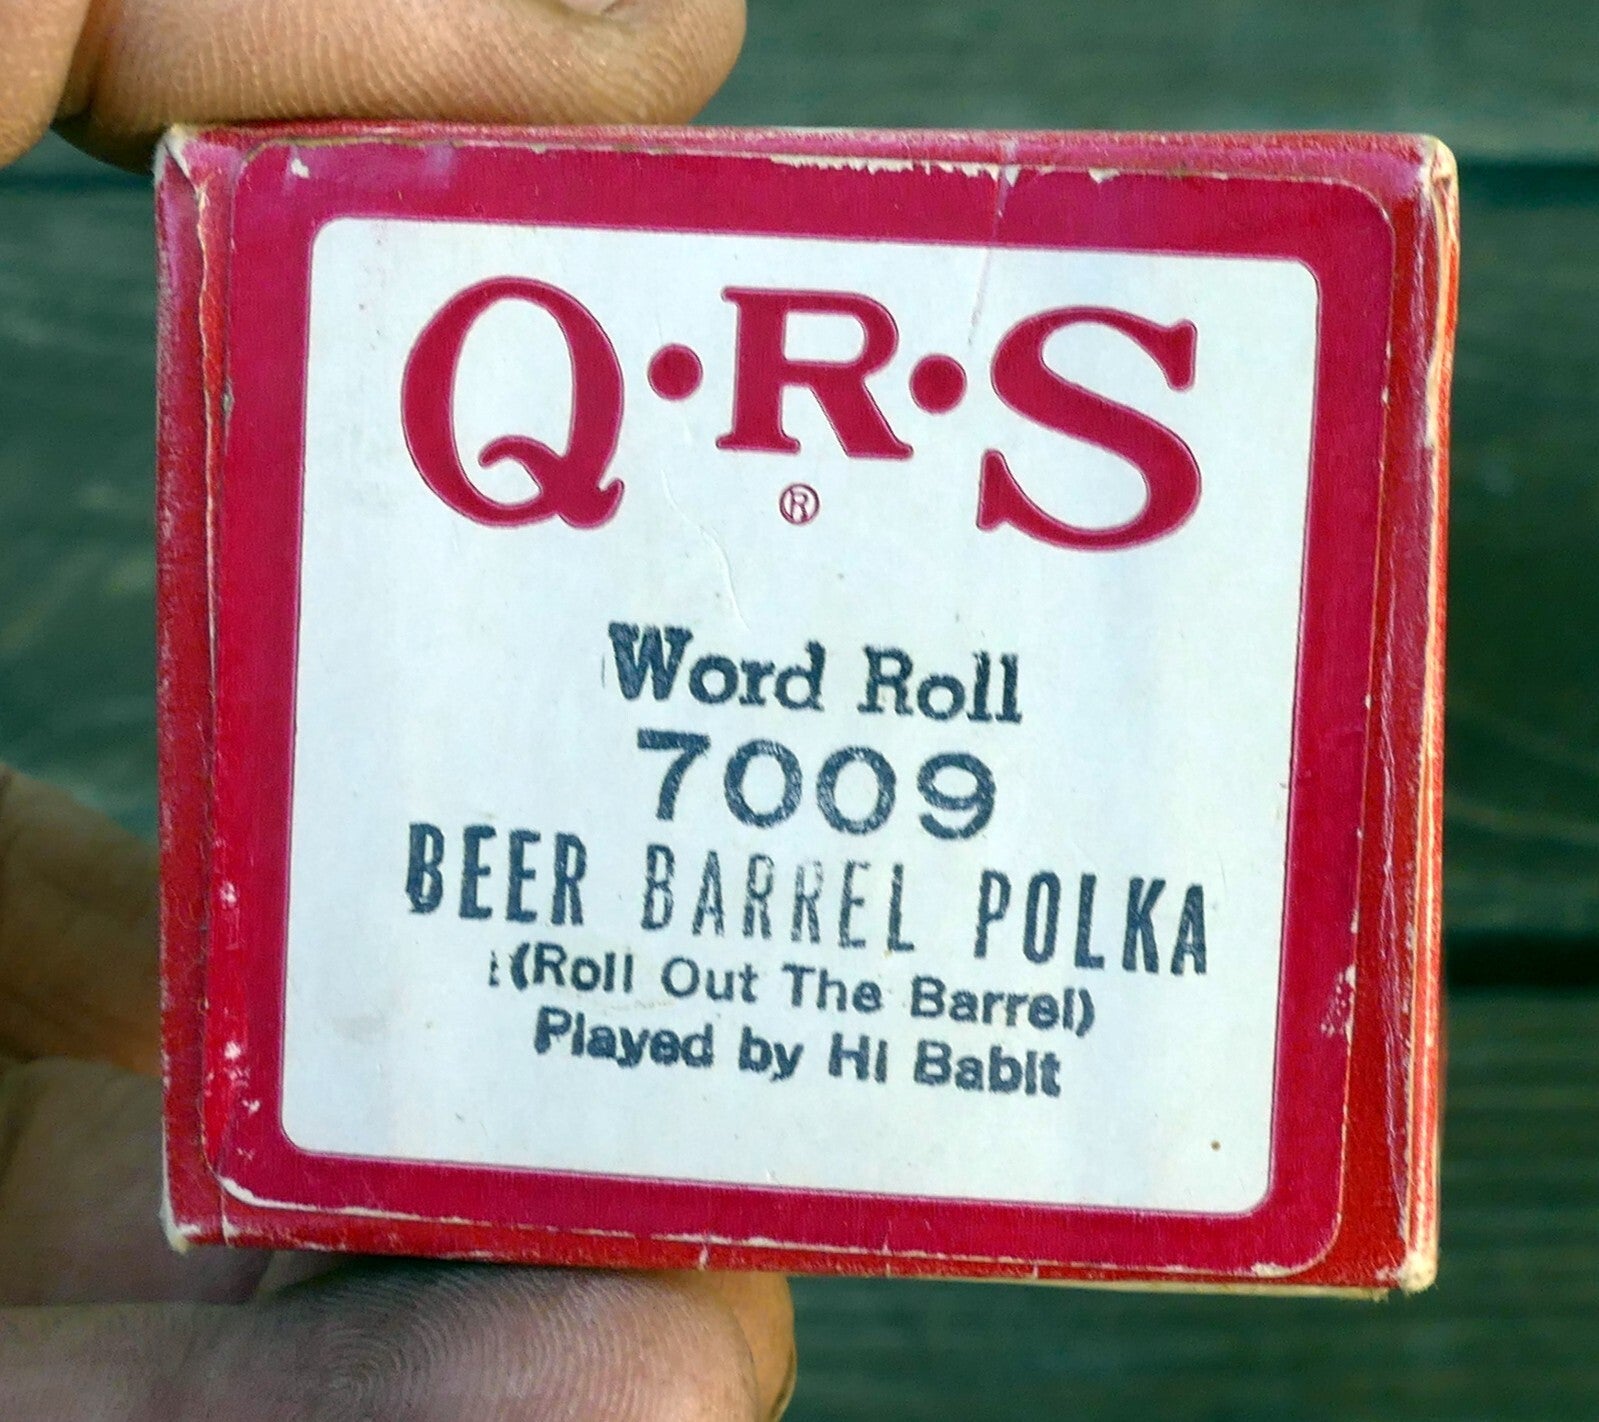 Q·R·S
®
Word Roll
7009
BEER BARREL POLKA
(Roll Out The Barrel)
Played by Hi Babit